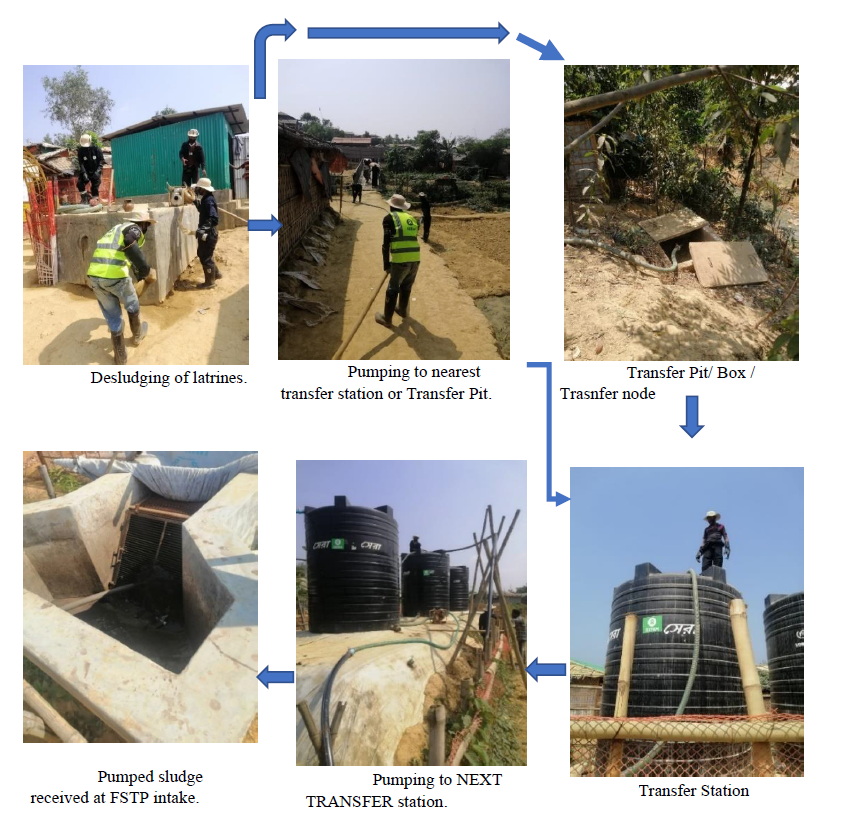 Desludging of latrines.
Pumping to nearest
transfer station or Transfer Pit.
Transfer Pit/ Box /
Trasnfer node
সেরা
সেরা
সেরা
Pumped sludge
received at FSTP intake.
Pumping to NEXT
TRANSFER station.
Transfer Station